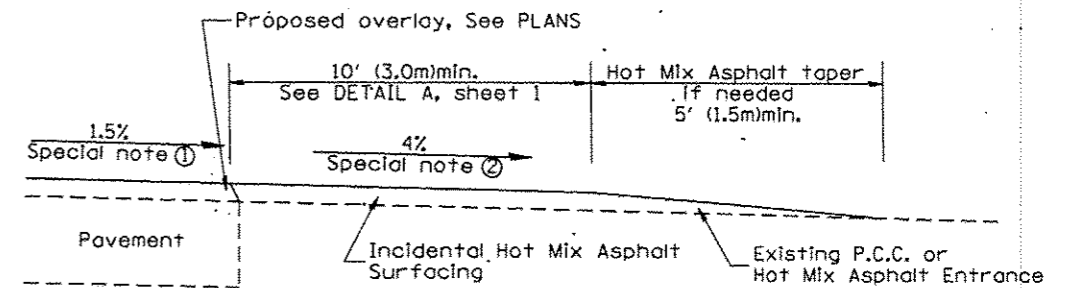 Proposed overlay, See PLANS
10' (3.0m)min.
See DETAIL A, sheet 1
Hot Mix Asphalt taper
if needed
5' (1.5m)min.
1.5%
Special note ①
4%
Special note ②
Pavement
Incidental Hot Mix Asphalt
Surfacing
Existing P.C.C. or
Hot Mix Asphalt Entrance